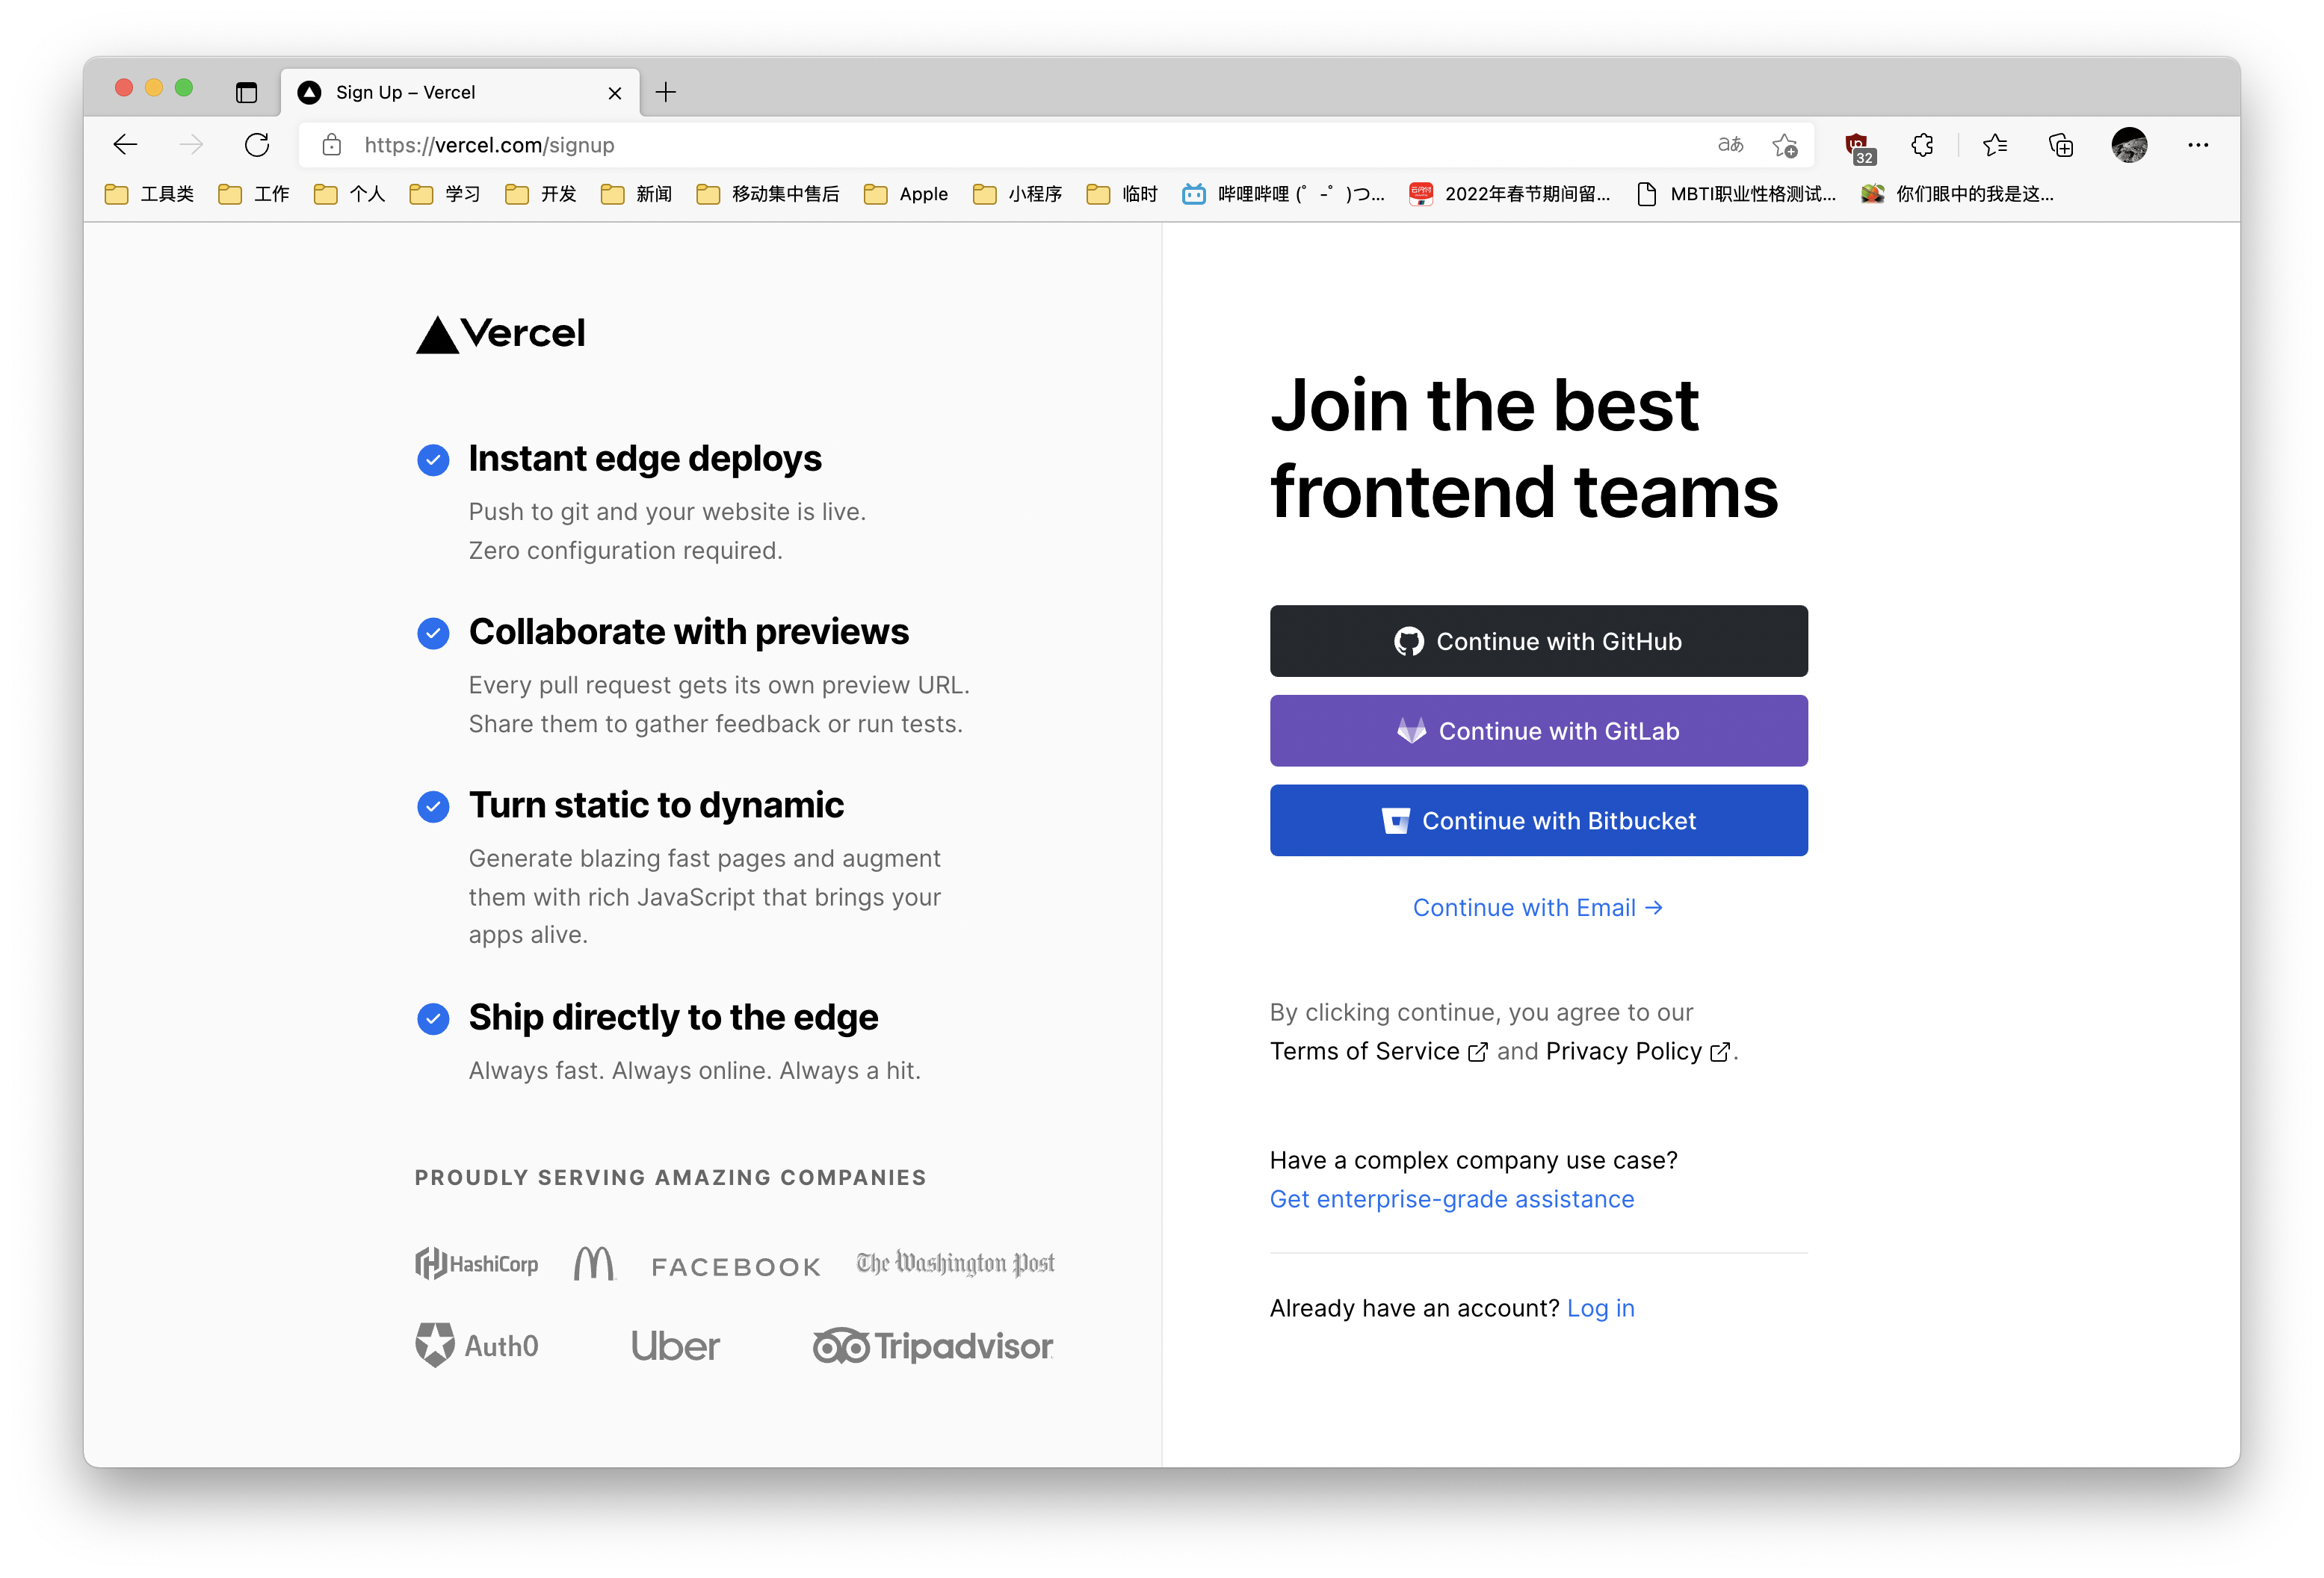 Sign Up – Vercel
https://vercel.com/signup
aあ
32
工具类 工作 个人 学习 开发 新闻 移动集中售后 Apple 小程序 临时 哔哩哔哩 (゜-゜)つ... 2022年春节期间留... MBTI职业性格测试... 你们眼中的我是这...
Vercel
Instant edge deploys
Push to git and your website is live.
Zero configuration required.
Collaborate with previews
Every pull request gets its own preview URL.
Share them to gather feedback or run tests.
Turn static to dynamic
Generate blazing fast pages and augment
them with rich JavaScript that brings your
apps alive.
Ship directly to the edge
Always fast. Always online. Always a hit.
PROUDLY SERVING AMAZING COMPANIES
HashiCorp FACEBOOK The Washington Post
Auth0 Uber Tripadvisor
Join the best
frontend teams
Continue with GitHub
Continue with GitLab
Continue with Bitbucket
Continue with Email →
By clicking continue, you agree to our
Terms of Service and Privacy Policy.
Have a complex company use case?
Get enterprise-grade assistance
Already have an account? Log in